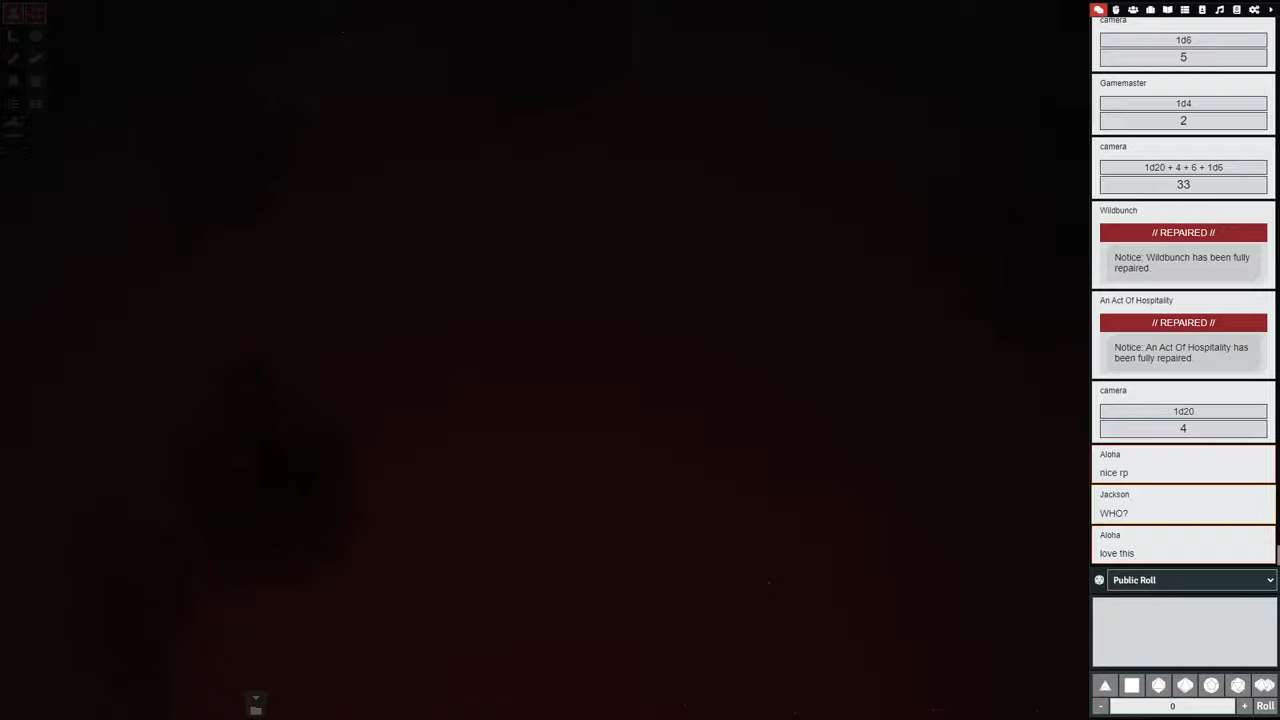 camera
1d6
5
Gamemaster
1d4
2
camera
1d20 + 4 + 6 + 1d6
33
Wildbunch
// REPAIRED //
Notice: Wildbunch has been fully
repaired.
An Act Of Hospitality
// REPAIRED //
Notice: An Act Of Hospitality has
been fully repaired.
camera
1d20
4
Aloha
nice rp
Jackson
WHO?
Aloha
love this
Public Roll
- 0 + Roll